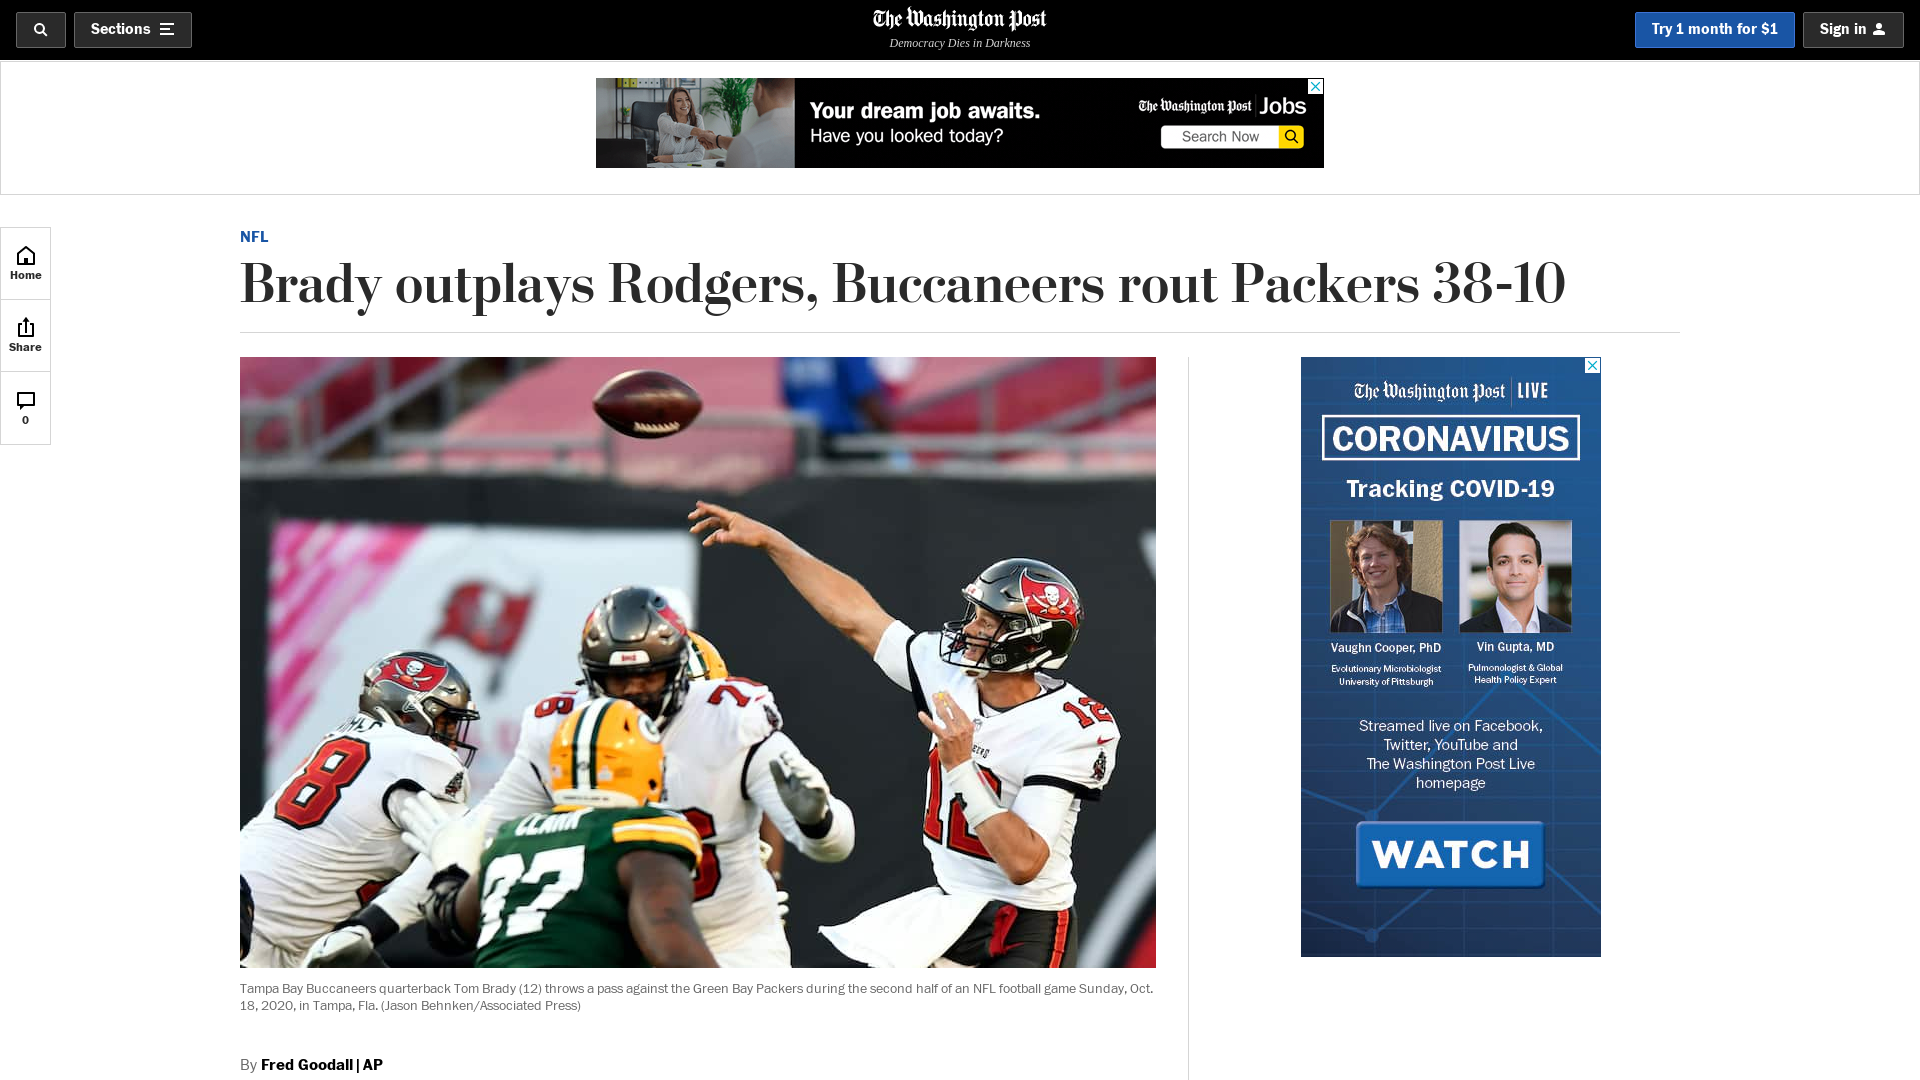 Sections
The Washington Post
Democracy Dies in Darkness
Try 1 month for $1
Sign in
Your dream job awaits.
Have you looked today?
The Washington Post Jobs
Search Now
Home
Share
0
NFL
Brady outplays Rodgers, Buccaneers rout Packers 38-10
CLARK
97
78
12
12
Tampa Bay Buccaneers quarterback Tom Brady (12) throws a pass against the Green Bay Packers during the second half of an NFL football game Sunday, Oct.
18, 2020, in Tampa, Fla. (Jason Behnken/Associated Press)
By Fred Goodall | AP
The Washington Post LIVE
CORONAVIRUS
Tracking COVID-19
Vaughn Cooper, PhD
Evolutionary Microbiologist
University of Pittsburgh
Vin Gupta, MD
Pulmonologist & Global
Health Policy Expert
Streamed live on Facebook,
Twitter, YouTube and
The Washington Post Live
homepage
WATCH